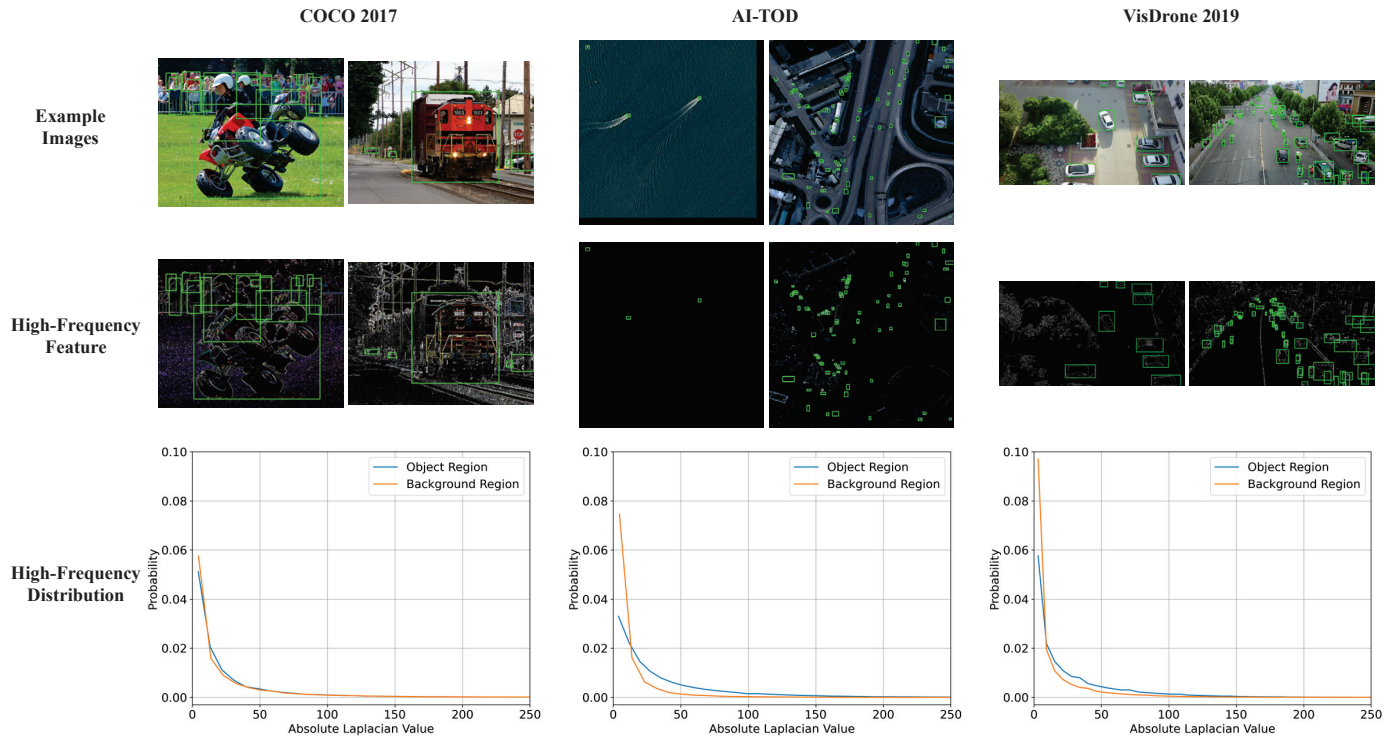 COCO 2017
AI-TOD
VisDrone 2019
Example
Images
High-Frequency
Feature
High-Frequency
Distribution
0.10
0.08
0.06
0.04
0.02
0.00
Probability
0
50
100
150
200
250
Absolute Laplacian Value
Object Region
Background Region
0.10
0.08
0.06
0.04
0.02
0.00
Probability
0
50
100
150
200
250
Absolute Laplacian Value
Object Region
Background Region
0.10
0.08
0.06
0.04
0.02
0.00
Probability
0
50
100
150
200
250
Absolute Laplacian Value
Object Region
Background Region